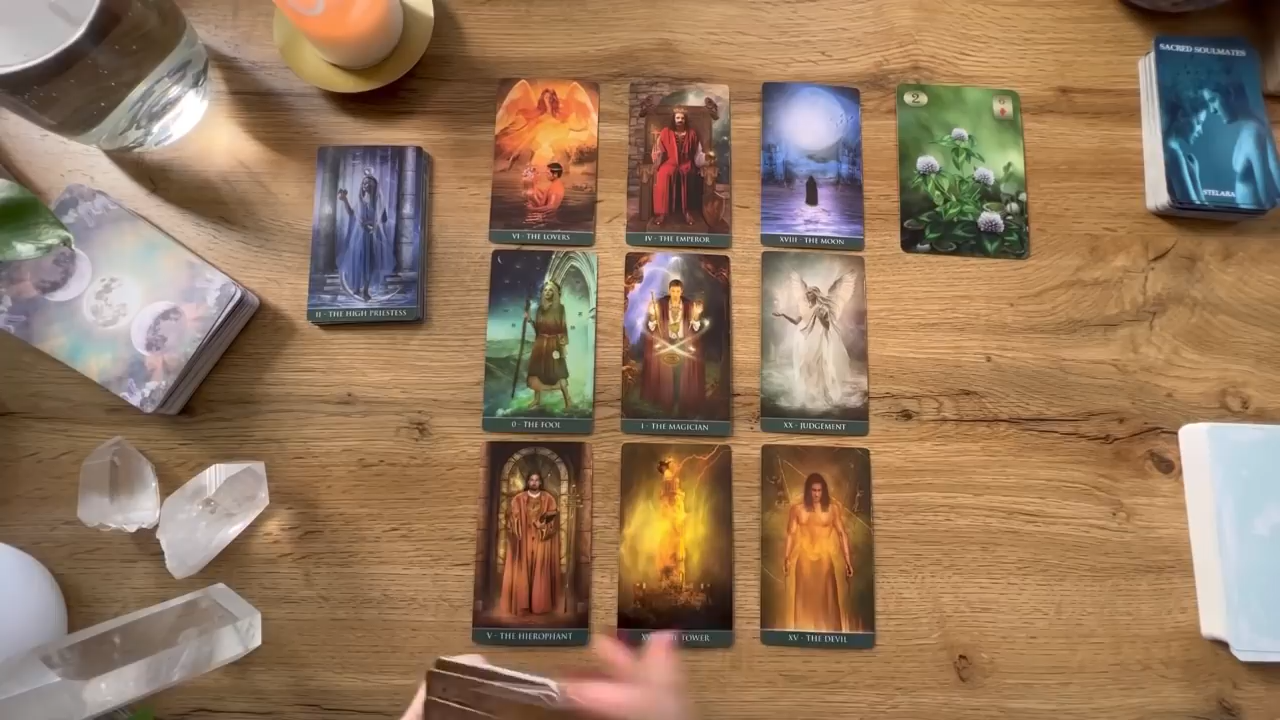 VI · THE LOVERS
IV · THE EMPEROR
XVIII · THE MOON
2
SACRED SOULMATES
STELARA
II · THE HIGH PRIESTESS
0 · THE FOOL
I · THE MAGICIAN
XX · JUDGEMENT
V · THE HIEROPHANT
TOWER
XV · THE DEVIL